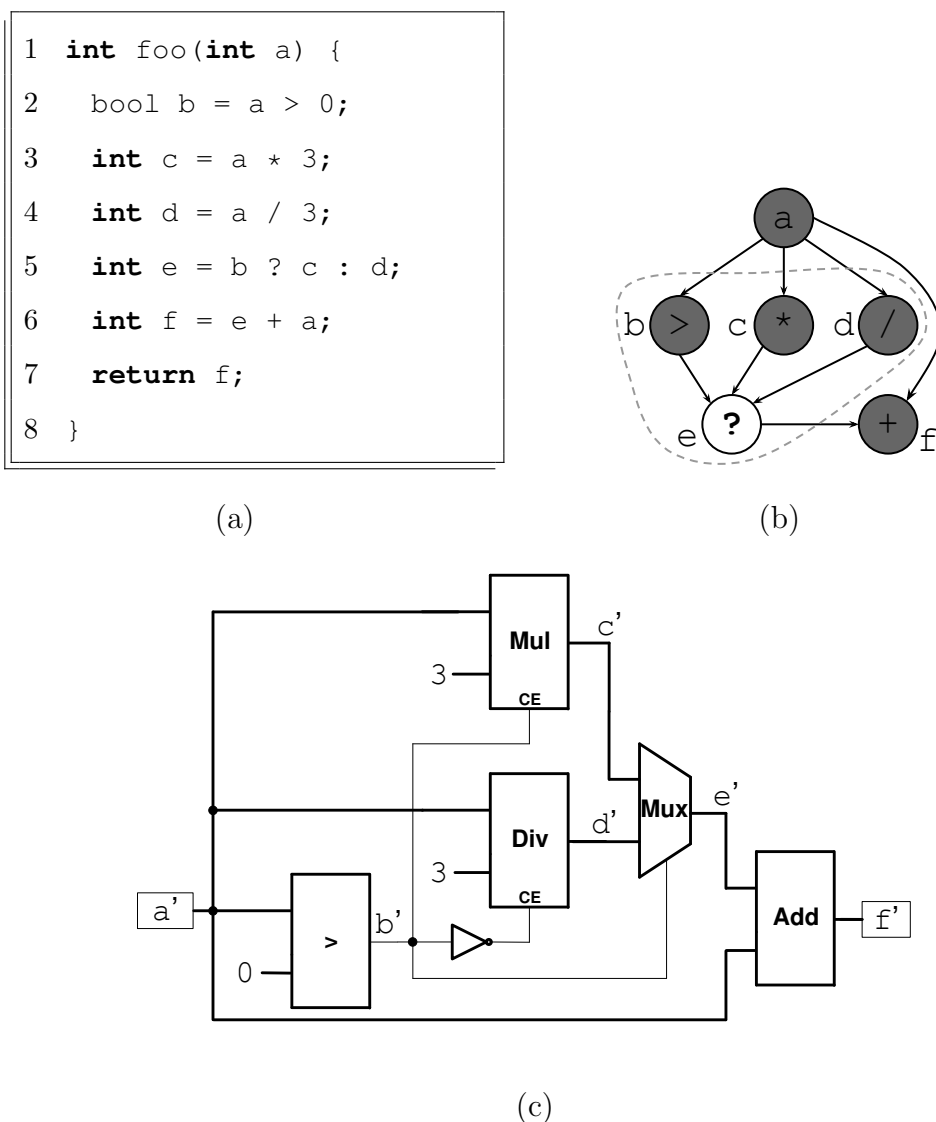 1 int foo(int a) {
2 bool b = a > 0;
3 int c = a * 3;
4 int d = a / 3;
5 int e = b ? c : d;
6 int f = e + a;
7 return f;
8 }
(a)
a
b > c * d /
e ? + f
(b)
Mul
3
CE
c'
Div
3
CE
d'
Mux
e'
a'
>
0
b'
Add
f'
(c)